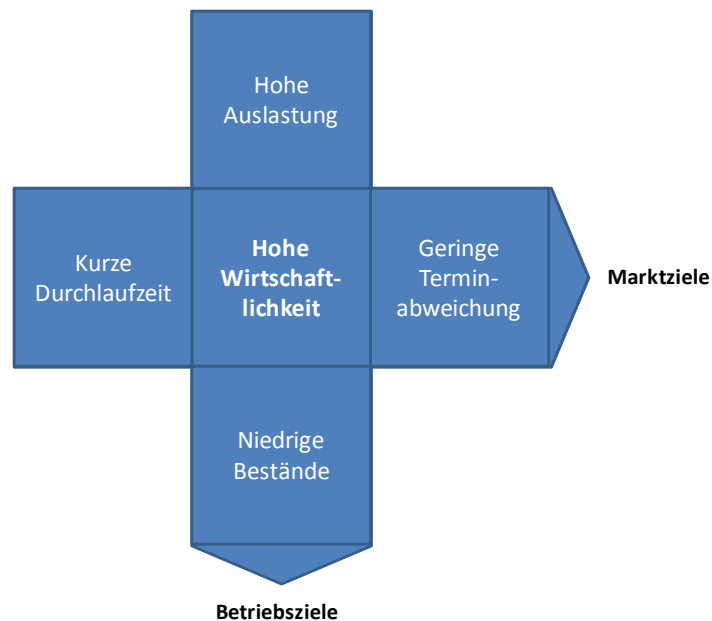 Hohe
Auslastung
Kurze
Durchlaufzeit
Hohe
Wirtschaft-
lichkeit
Geringe
Termin-
abweichung
Marktziele
Niedrige
Bestände
Betriebsziele